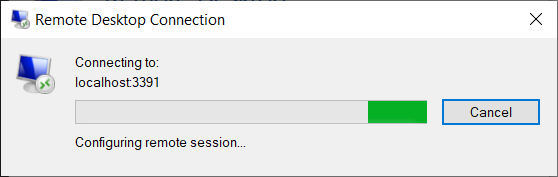 Remote Desktop Connection
Connecting to:
localhost:3391
Cancel
Configuring remote session...